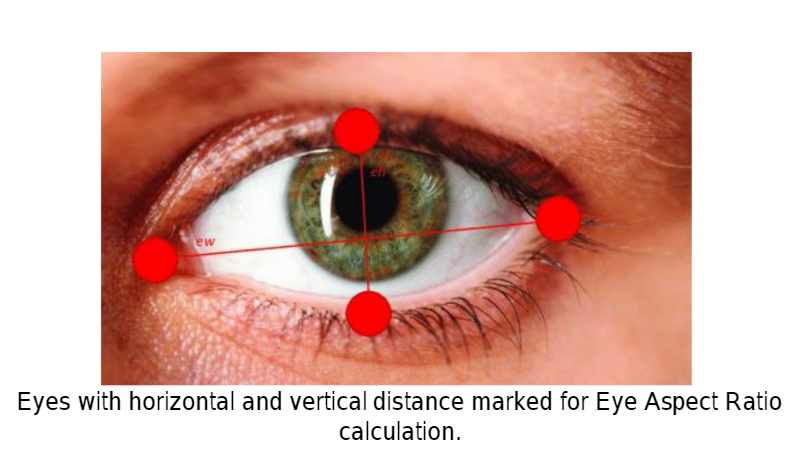 eh
ew
Eyes with horizontal and vertical distance marked for Eye Aspect Ratio
calculation.